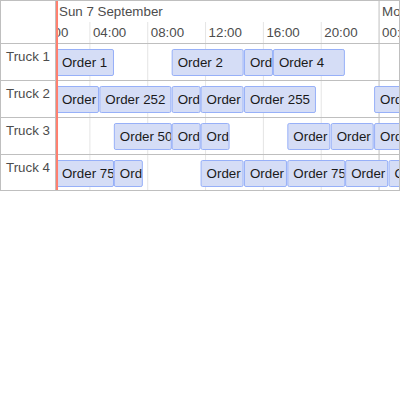 Sun 7 September Mo
00 04:00 08:00 12:00 16:00 20:00 00:
Truck 1 Order 1 Order 2 Ord Order 4
Truck 2 Order Order 252 Ord Order Order 255 Ord
Truck 3 Order 50 Ord Ord Order Order Ord
Truck 4 Order 75 Ord Order Order Order 75 Order